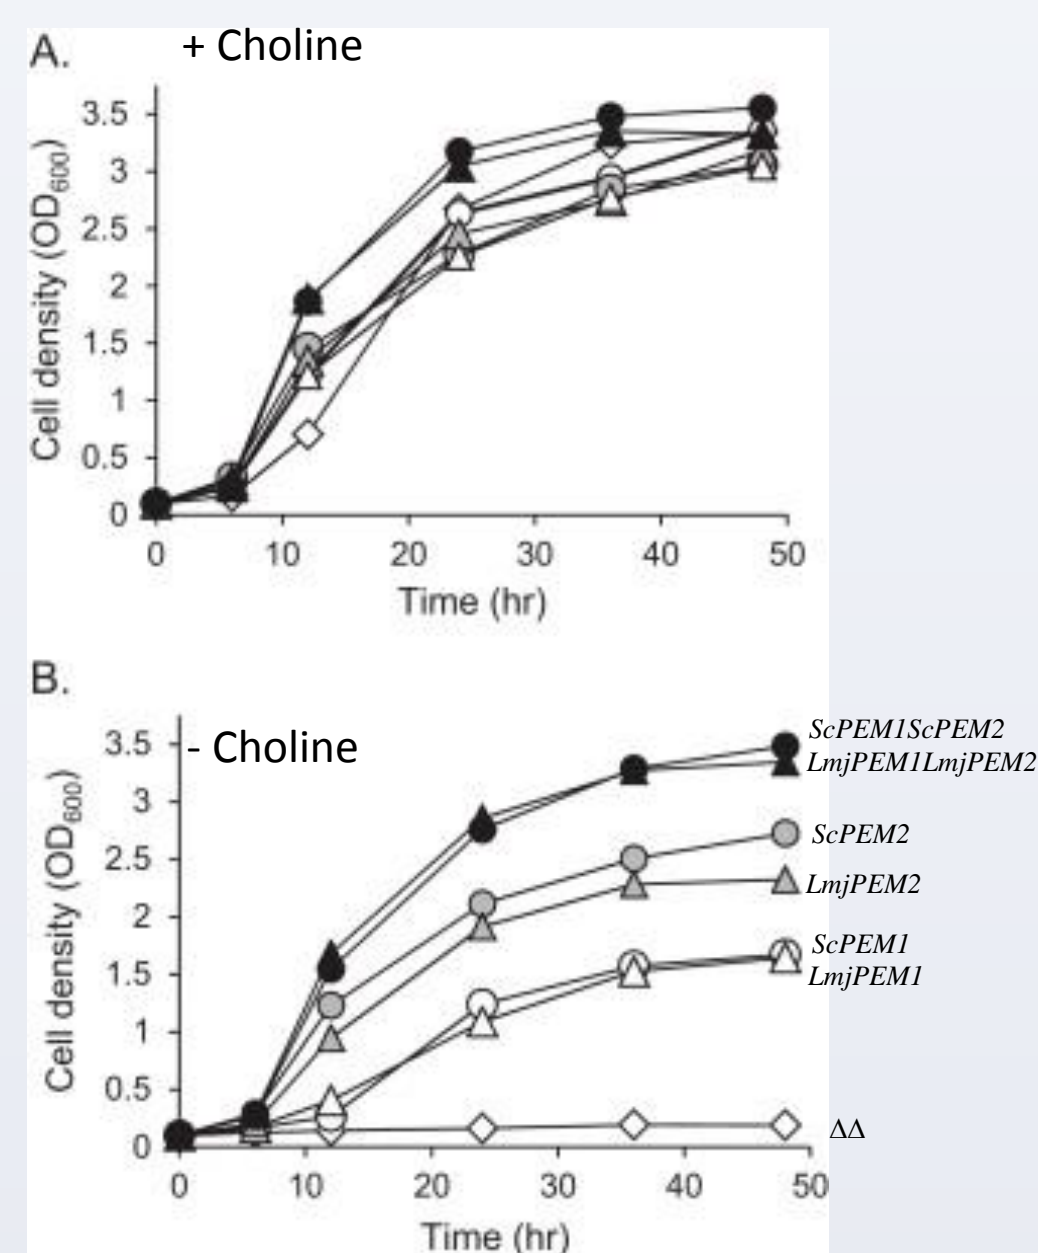 A.
+ Choline
Cell density (OD600)
3.5
3
2.5
2
1.5
1
0.5
0
0 10 20 30 40 50
Time (hr)
B.
- Choline
Cell density (OD600)
3.5
3
2.5
2
1.5
1
0.5
0
ScPEM1ScPEM2
LmjPEM1LmjPEM2
ScPEM2
LmjPEM2
ScPEM1
LmjPEM1
ΔΔ
0 10 20 30 40 50
Time (hr)